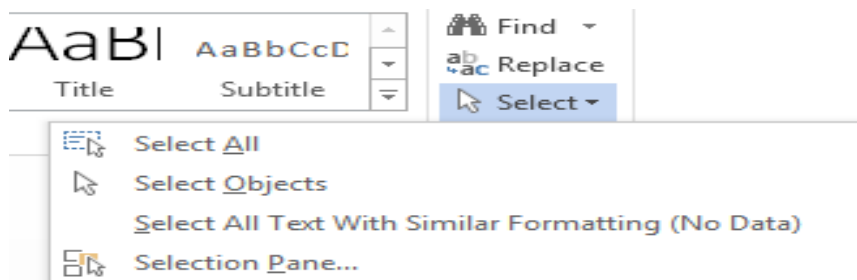 AaBl AaBbCcD
Title Subtitle
Find
Replace
Select
Select All
Select Objects
Select All Text With Similar Formatting (No Data)
Selection Pane...